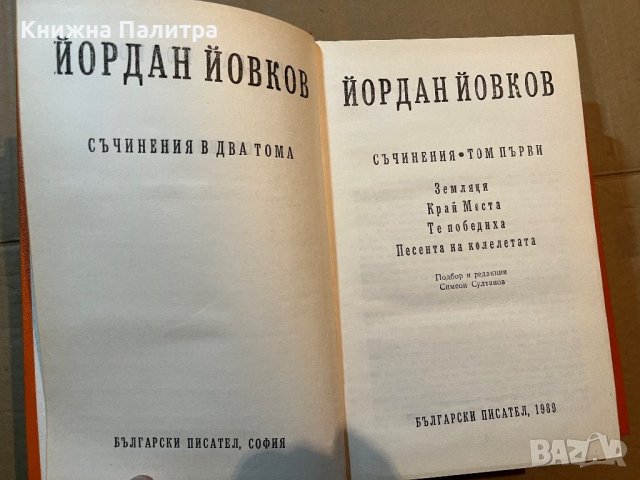 Книжна Палитра
ЙОРДАН ЙОВКОВ
СЪЧИНЕНИЯ В ДВА ТОМА
БЪЛГАРСКИ ПИСАТЕЛ, СОФИЯ
ЙОРДАН ЙОВКОВ
СЪЧИНЕНИЯ • ТОМ ПЪРВИ
Земляци
Край Места
Те победиха
Песента на колелетата
Подбор и редакция
Симеон Султанов
БЪЛГАРСКИ ПИСАТЕЛ, 1989
BAZAR